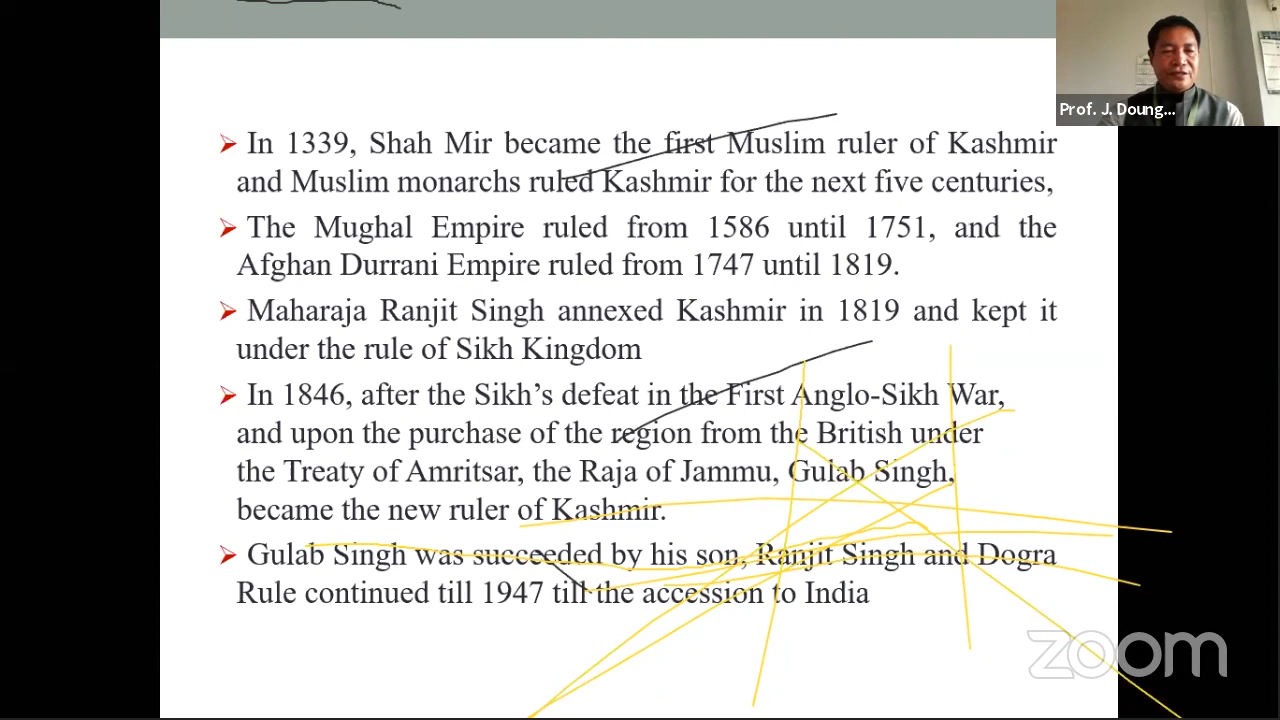 Prof. J. Doung...
➢ In 1339, Shah Mir became the first Muslim ruler of Kashmir
and Muslim monarchs ruled Kashmir for the next five centuries,
➢ The Mughal Empire ruled from 1586 until 1751, and the
Afghan Durrani Empire ruled from 1747 until 1819.
➢ Maharaja Ranjit Singh annexed Kashmir in 1819 and kept it
under the rule of Sikh Kingdom
➢ In 1846, after the Sikh’s defeat in the First Anglo-Sikh War,
and upon the purchase of the region from the British under
the Treaty of Amritsar, the Raja of Jammu, Gulab Singh,
became the new ruler of Kashmir.
➢ Gulab Singh was succeeded by his son, Ranjit Singh and Dogra
Rule continued till 1947 till the accession to India
zoom